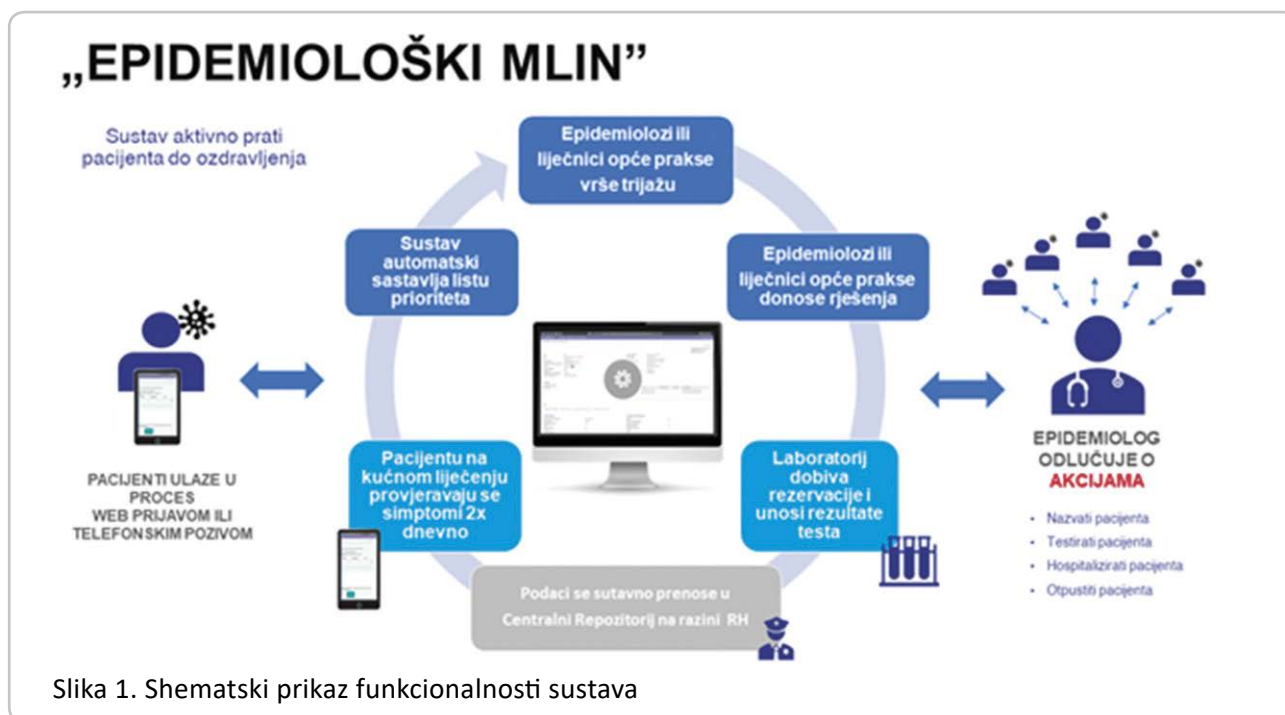 „EPIDEMIOLOŠKI MLIN”
Sustav aktivno prati
pacijenta do ozdravljenja
Epidemiolozi ili
liječnici opće prakse
vrše trijažu
Epidemiolozi ili
liječnici opće prakse
donose rješenja
Laboratorij
dobiva
rezervacije i
unosi rezultate
testa
Podaci se sutavno prenose u
Centralni Repozitorij na razini RH
Pacijentu na
kućnom liječenju
provjeravaju se
simptomi 2x
dnevno
Sustav
automatski
sastavlja listu
prioriteta
PACIJENTI ULAZE U
PROCES
WEB PRIJAVOM ILI
TELEFONSKIM POZIVOM
EPIDEMIOLOG
ODLUČUJE O
AKCIJAMA
• Nazvati pacijenta
• Testirati pacijenta
• Hospitalizirati pacijenta
• Otpustiti pacijenta
Slika 1. Shematski prikaz funkcionalnosti sustava